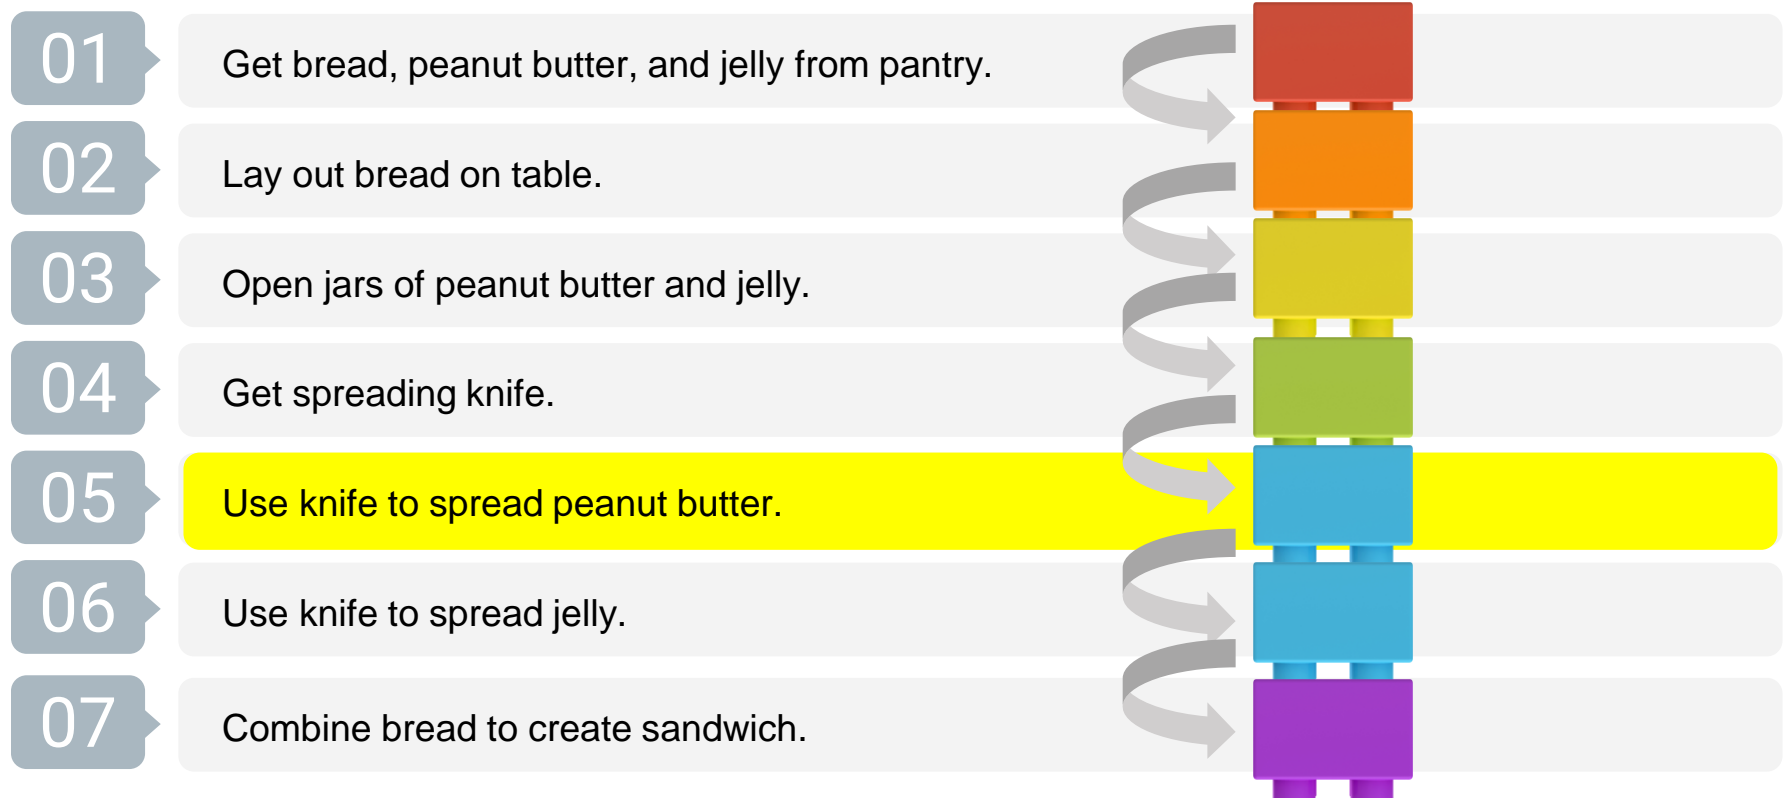 01
Get bread, peanut butter, and jelly from pantry.
02
Lay out bread on table.
03
Open jars of peanut butter and jelly.
04
Get spreading knife.
05
Use knife to spread peanut butter.
06
Use knife to spread jelly.
07
Combine bread to create sandwich.